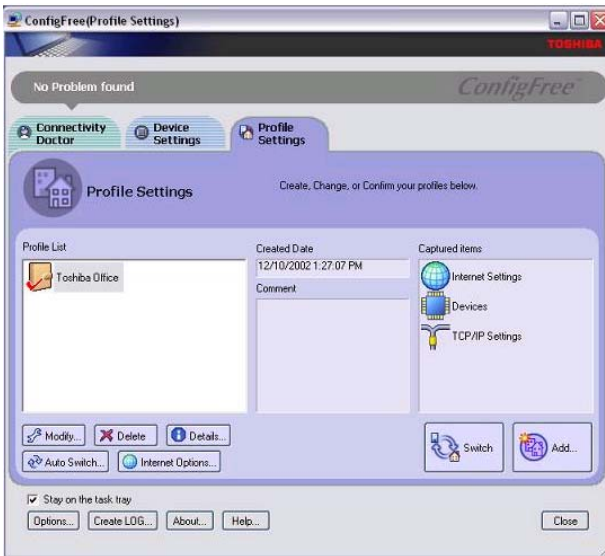 ConfigFree(Profile Settings)
TOSHIBA
No Problem found
ConfigFree™
Connectivity
Doctor
Device
Settings
Profile
Settings
Profile Settings
Create, Change, or Confirm your profiles below.
Profile List
Created Date
Captured items
Toshiba Office
12/10/2002 1:27:07 PM
Internet Settings
Comment
Devices
TCP/IP Settings
Modify...
Delete
Details...
Switch
Add...
Auto Switch...
Internet Options...
Stay on the task tray
Options...
Create LOG...
About...
Help...
Close